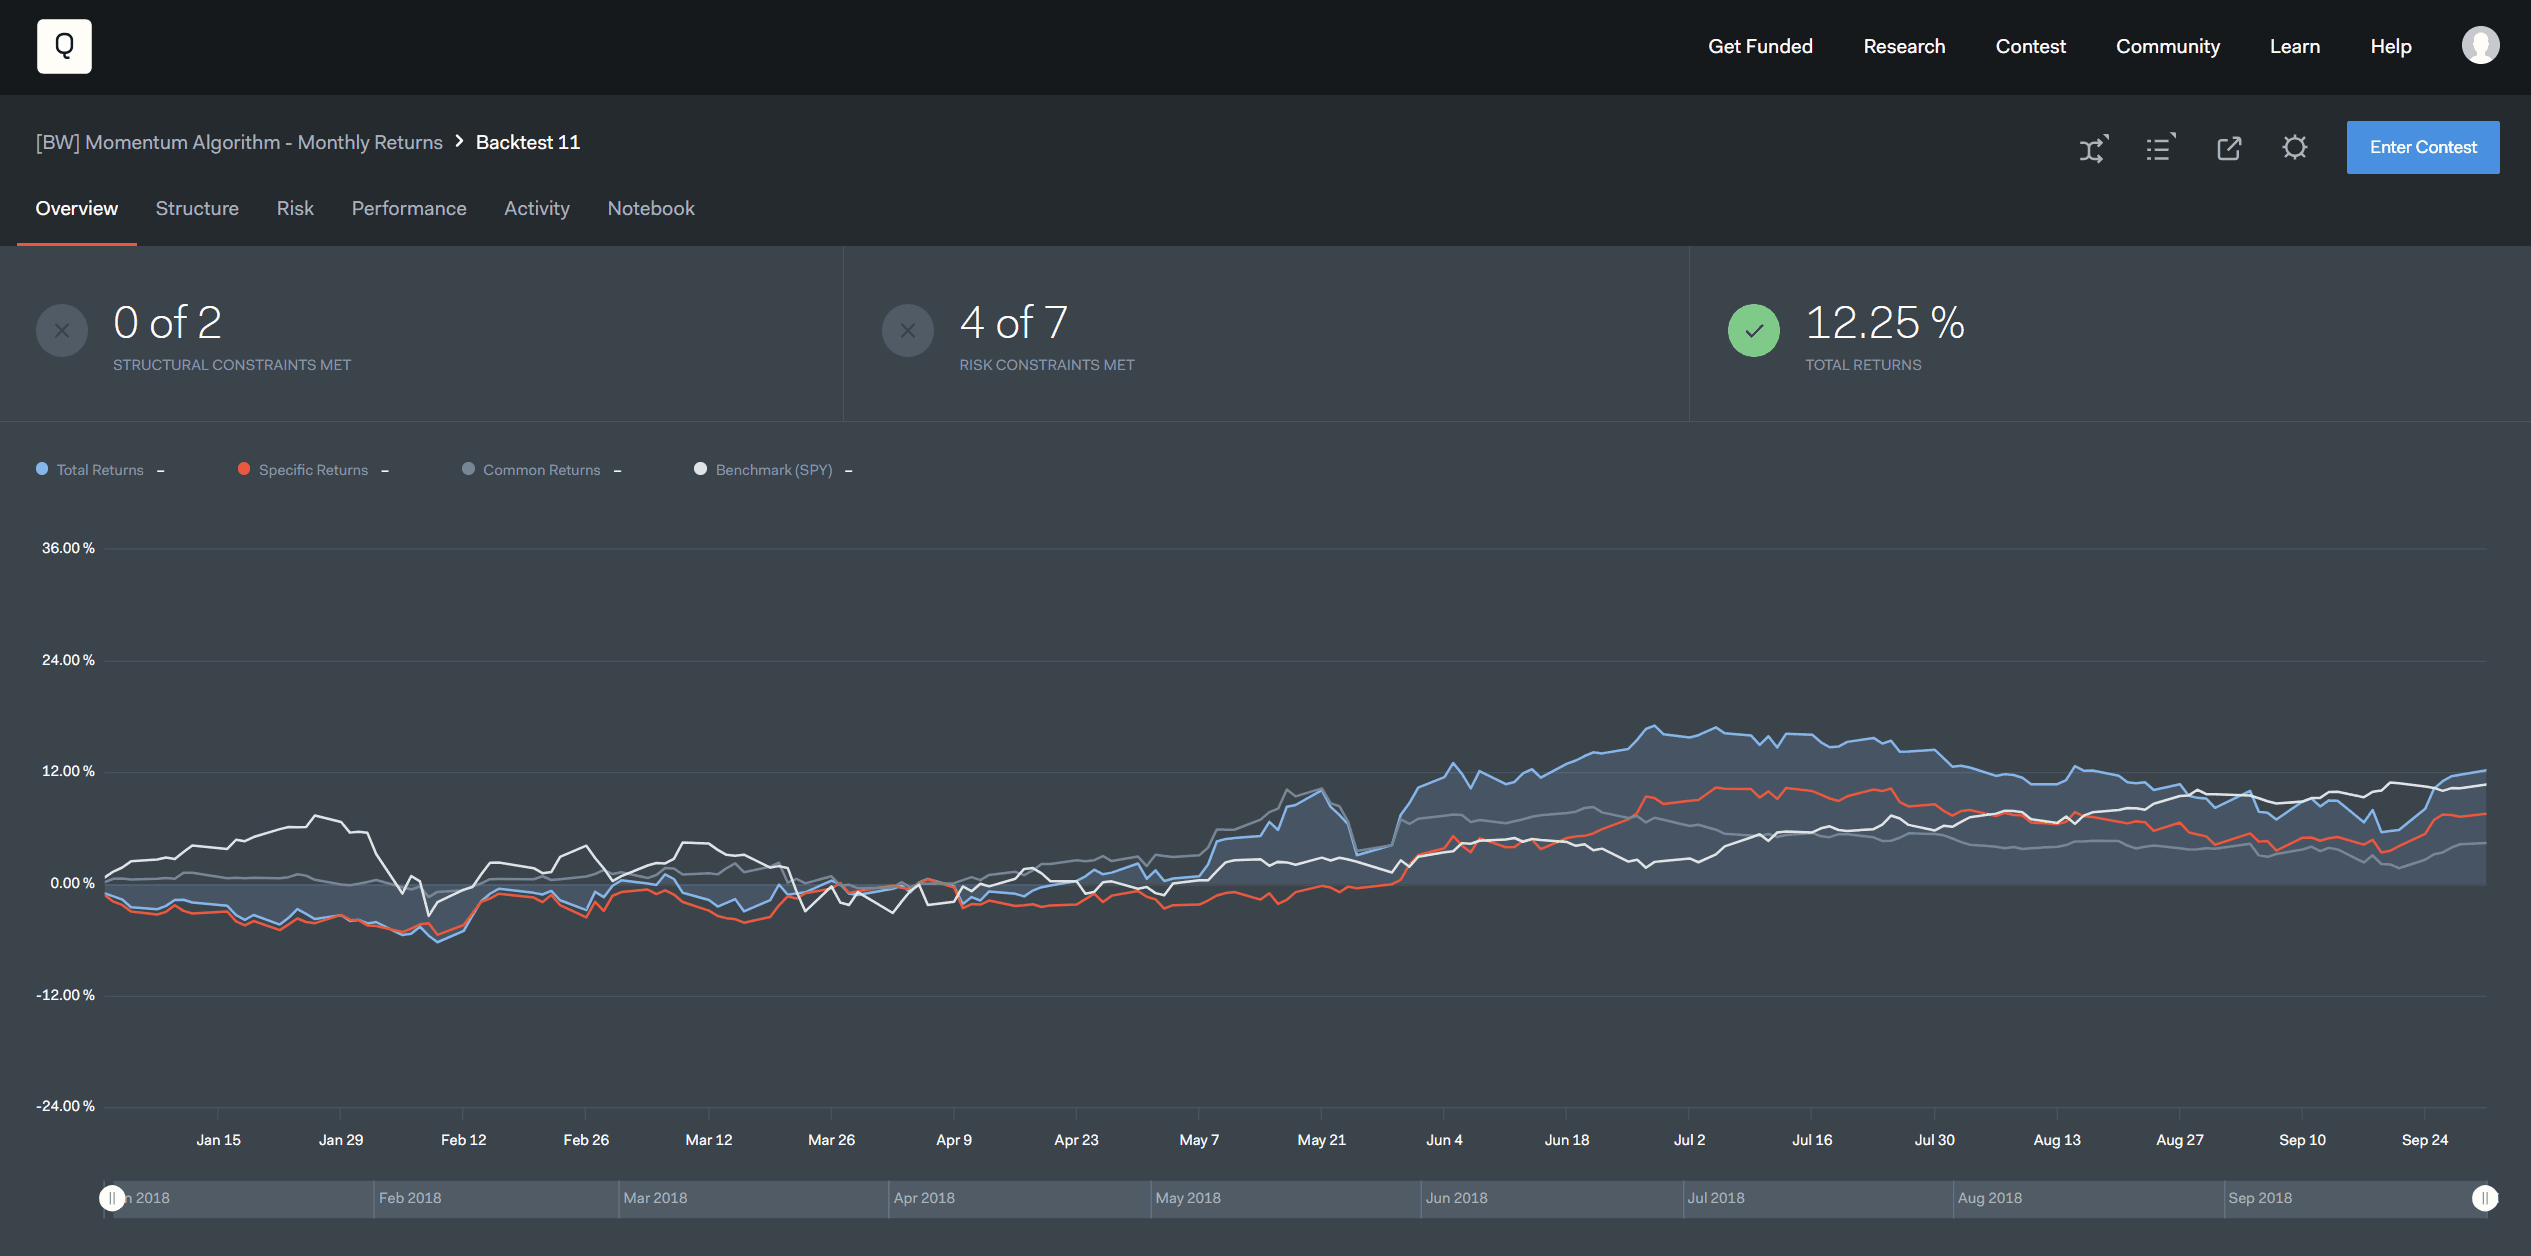 Q
Get Funded Research Contest Community Learn Help
[BW] Momentum Algorithm - Monthly Returns > Backtest 11
Enter Contest
Overview Structure Risk Performance Activity Notebook
0 of 2
STRUCTURAL CONSTRAINTS MET
4 of 7
RISK CONSTRAINTS MET
12.25 %
TOTAL RETURNS
Total Returns – Specific Returns – Common Returns – Benchmark (SPY) –
36.00 %
24.00 %
12.00 %
0.00 %
-12.00 %
-24.00 %
Jan 15 Jan 29 Feb 12 Feb 26 Mar 12 Mar 26 Apr 9 Apr 23 May 7 May 21 Jun 4 Jun 18 Jul 2 Jul 16 Jul 30 Aug 13 Aug 27 Sep 10 Sep 24
n 2018 Feb 2018 Mar 2018 Apr 2018 May 2018 Jun 2018 Jul 2018 Aug 2018 Sep 2018